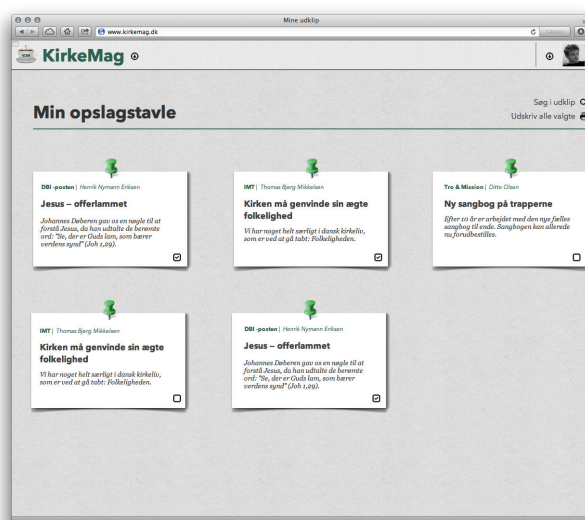 Mine udklip
www.kirkemag.dk
KirkeMag
Min opslagstavle
Søg i udklip
Udskriv alle valgte
DBI-posten | Henrik Nymann Eriksen
Jesus – offerlammet
Johannes Døberen gav os en nøgle til at
forstå Jesus, da han udtalte de berømte
ord: "Se, der er Guds lam, som bærer
verdens synd" (Joh 1,29).
IMT | Thomas Bjerg Mikkelsen
Kirken må genvinde sin ægte
folkelighed
Vi har noget helt særligt i dansk kirkeliv,
som er ved at gå tabt: Folkeligheden.
Tro & Mission | Ditte Olsen
Ny sangbog på trapperne
Efter 10 år er arbejdet med den nye fælles
sangbog til ende. Sangbogen kan allerede
nu forudbestilles.
IMT | Thomas Bjerg Mikkelsen
Kirken må genvinde sin ægte
folkelighed
Vi har noget helt særligt i dansk kirkeliv,
som er ved at gå tabt: Folkeligheden.
DBI-posten | Henrik Nymann Eriksen
Jesus – offerlammet
Johannes Døberen gav os en nøgle til at
forstå Jesus, da han udtalte de berømte
ord: "Se, der er Guds lam, som bærer
verdens synd" (Joh 1,29).